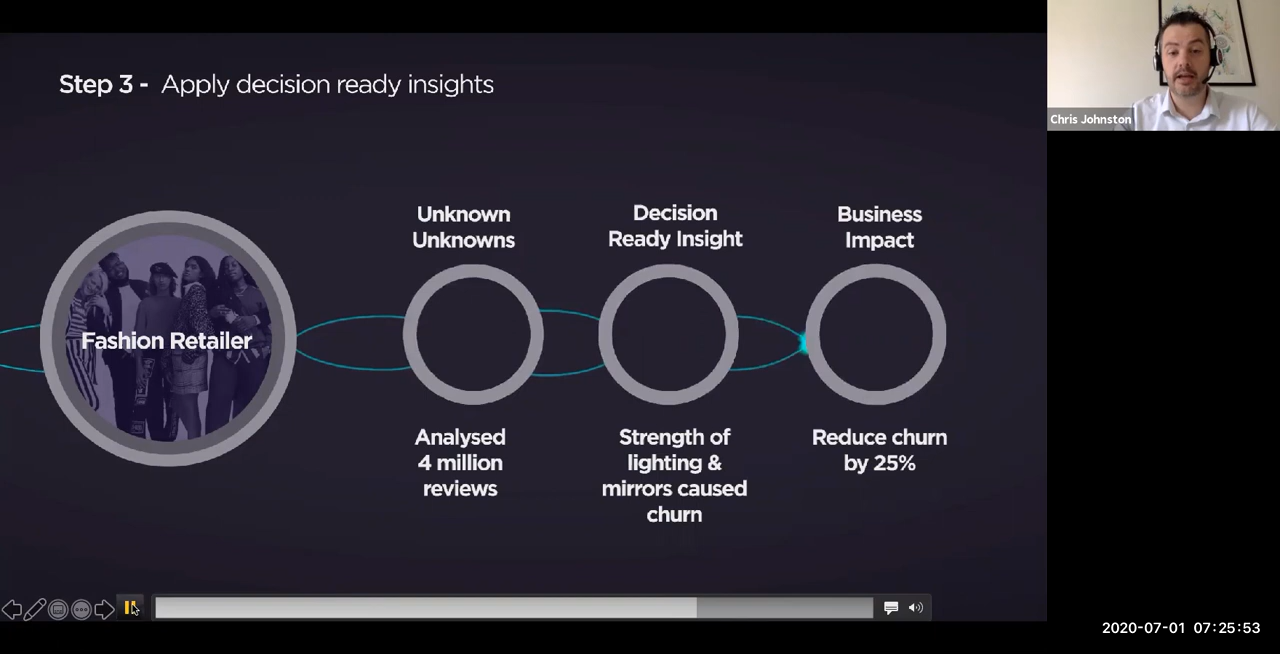 Step 3 - Apply decision ready insights
Chris Johnston
Fashion Retailer
Unknown
Unknowns
Analysed
4 million
reviews
Decision
Ready Insight
Strength of
lighting &
mirrors caused
churn
Business
Impact
Reduce churn
by 25%
2020-07-01 07:25:53